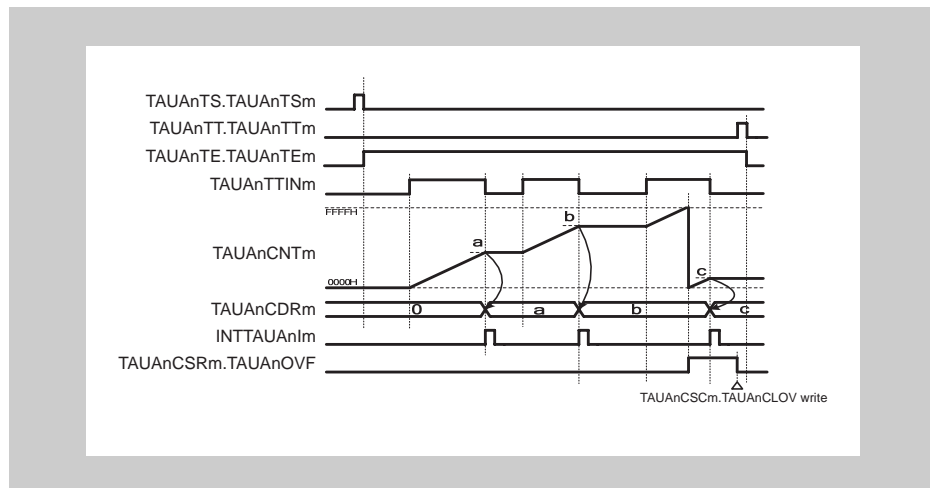 TAUAnTS.TAUAnTSm
TAUAnTT.TAUAnTTm
TAUAnTE.TAUAnTEm
TAUAnTTINm
FFFFH
b
a
TAUAnCNTm
c
0000H
TAUAnCDRm 0 a b c
INTTAUAnIm
TAUAnCSRm.TAUAnOVF
TAUAnCSCm.TAUAnCLOV write